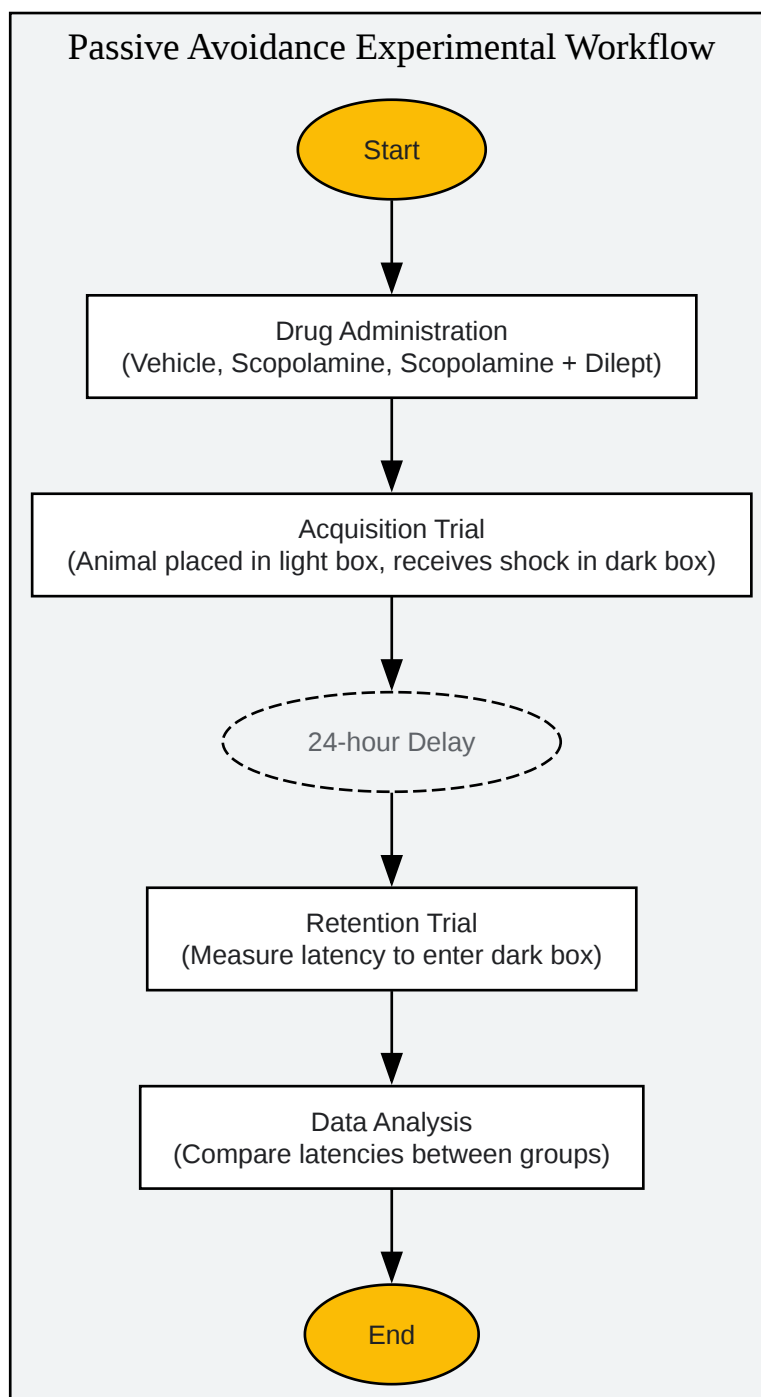 Passive Avoidance Experimental Workflow
Start
Drug Administration
(Vehicle, Scopolamine, Scopolamine + Dilept)
Acquisition Trial
(Animal placed in light box, receives shock in dark box)
24-hour Delay
Retention Trial
(Measure latency to enter dark box)
Data Analysis
(Compare latencies between groups)
End